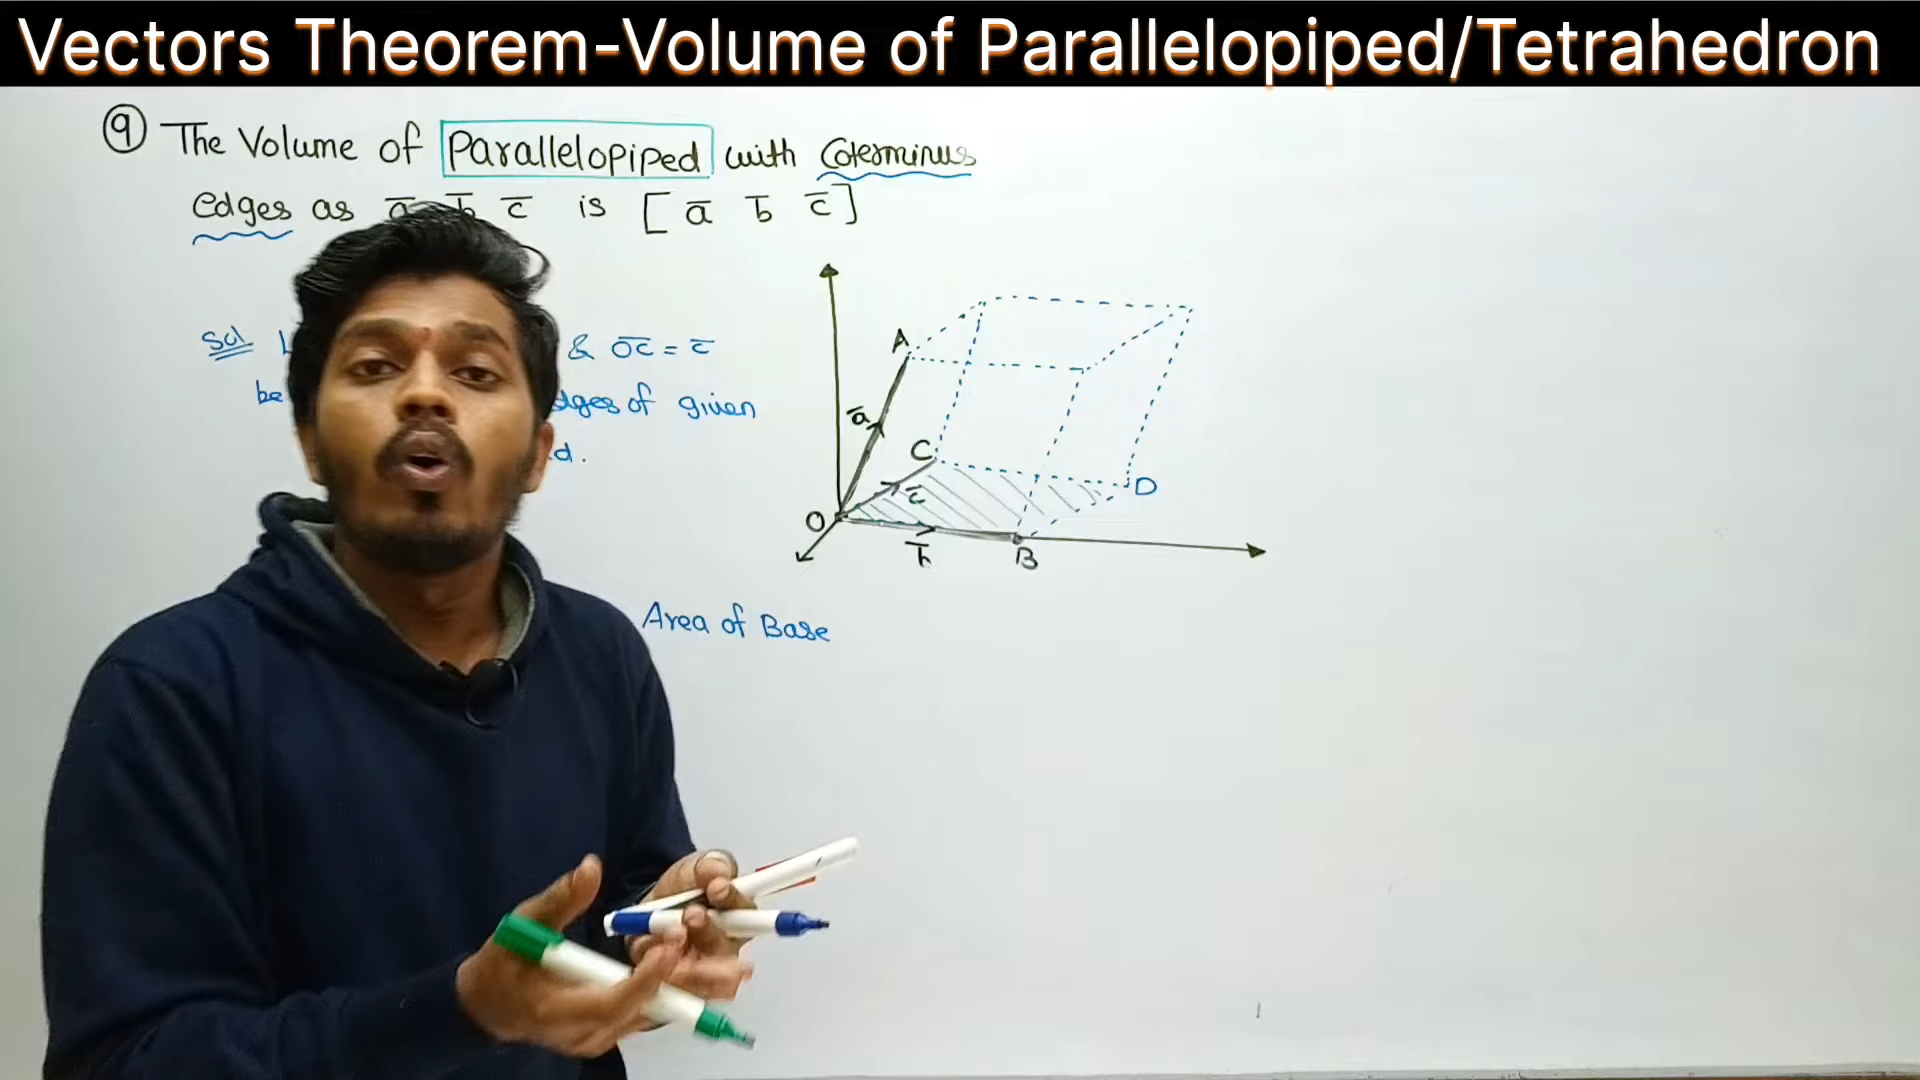 Vectors Theorem-Volume of Parallelopiped/Tetrahedron
9 The Volume of Parallelopiped with Coterminus
edges as a̅ b̅ c̅ is [ a̅ b̅ c̅ ]
Sol & O̅C̅ = c̅
be edges of given
d.
A
a̅
C
c̅
D
O
b̅
B
Area of Base